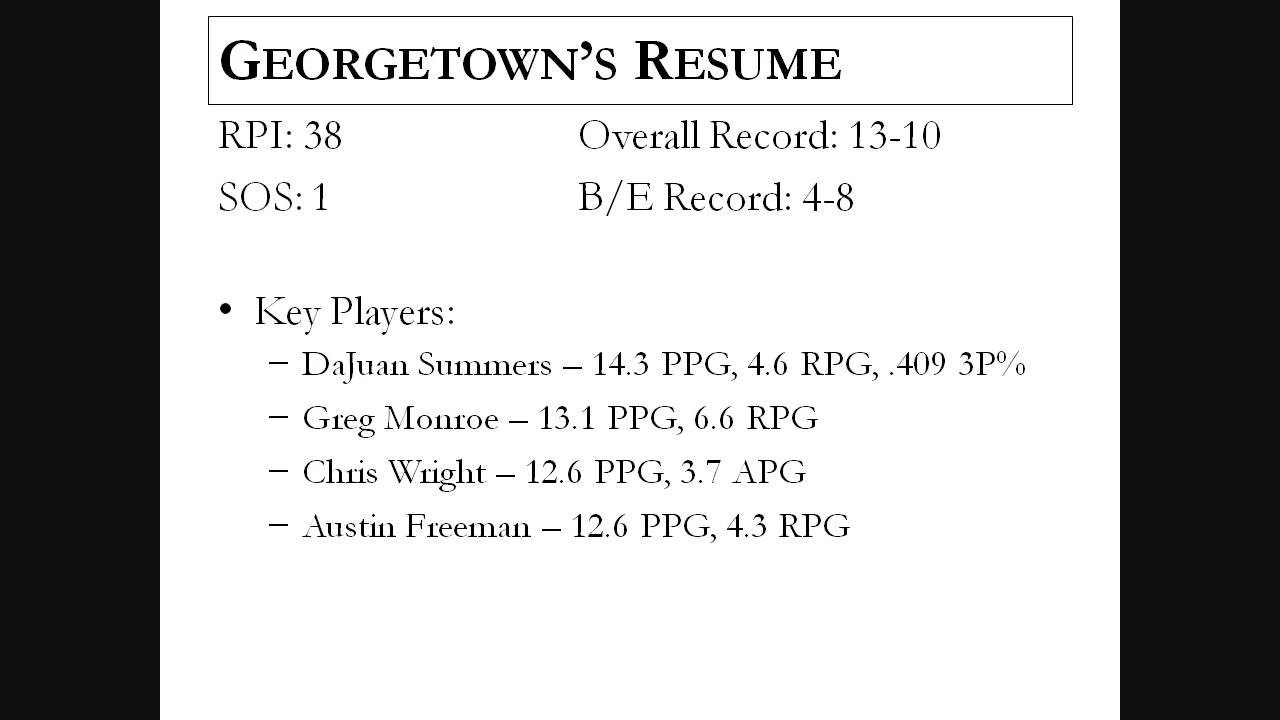 GEORGETOWN'S RESUME
RPI: 38 Overall Record: 13-10
SOS: 1 B/E Record: 4-8
• Key Players:
– DaJuan Summers – 14.3 PPG, 4.6 RPG, .409 3P%
– Greg Monroe – 13.1 PPG, 6.6 RPG
– Chris Wright – 12.6 PPG, 3.7 APG
– Austin Freeman – 12.6 PPG, 4.3 RPG